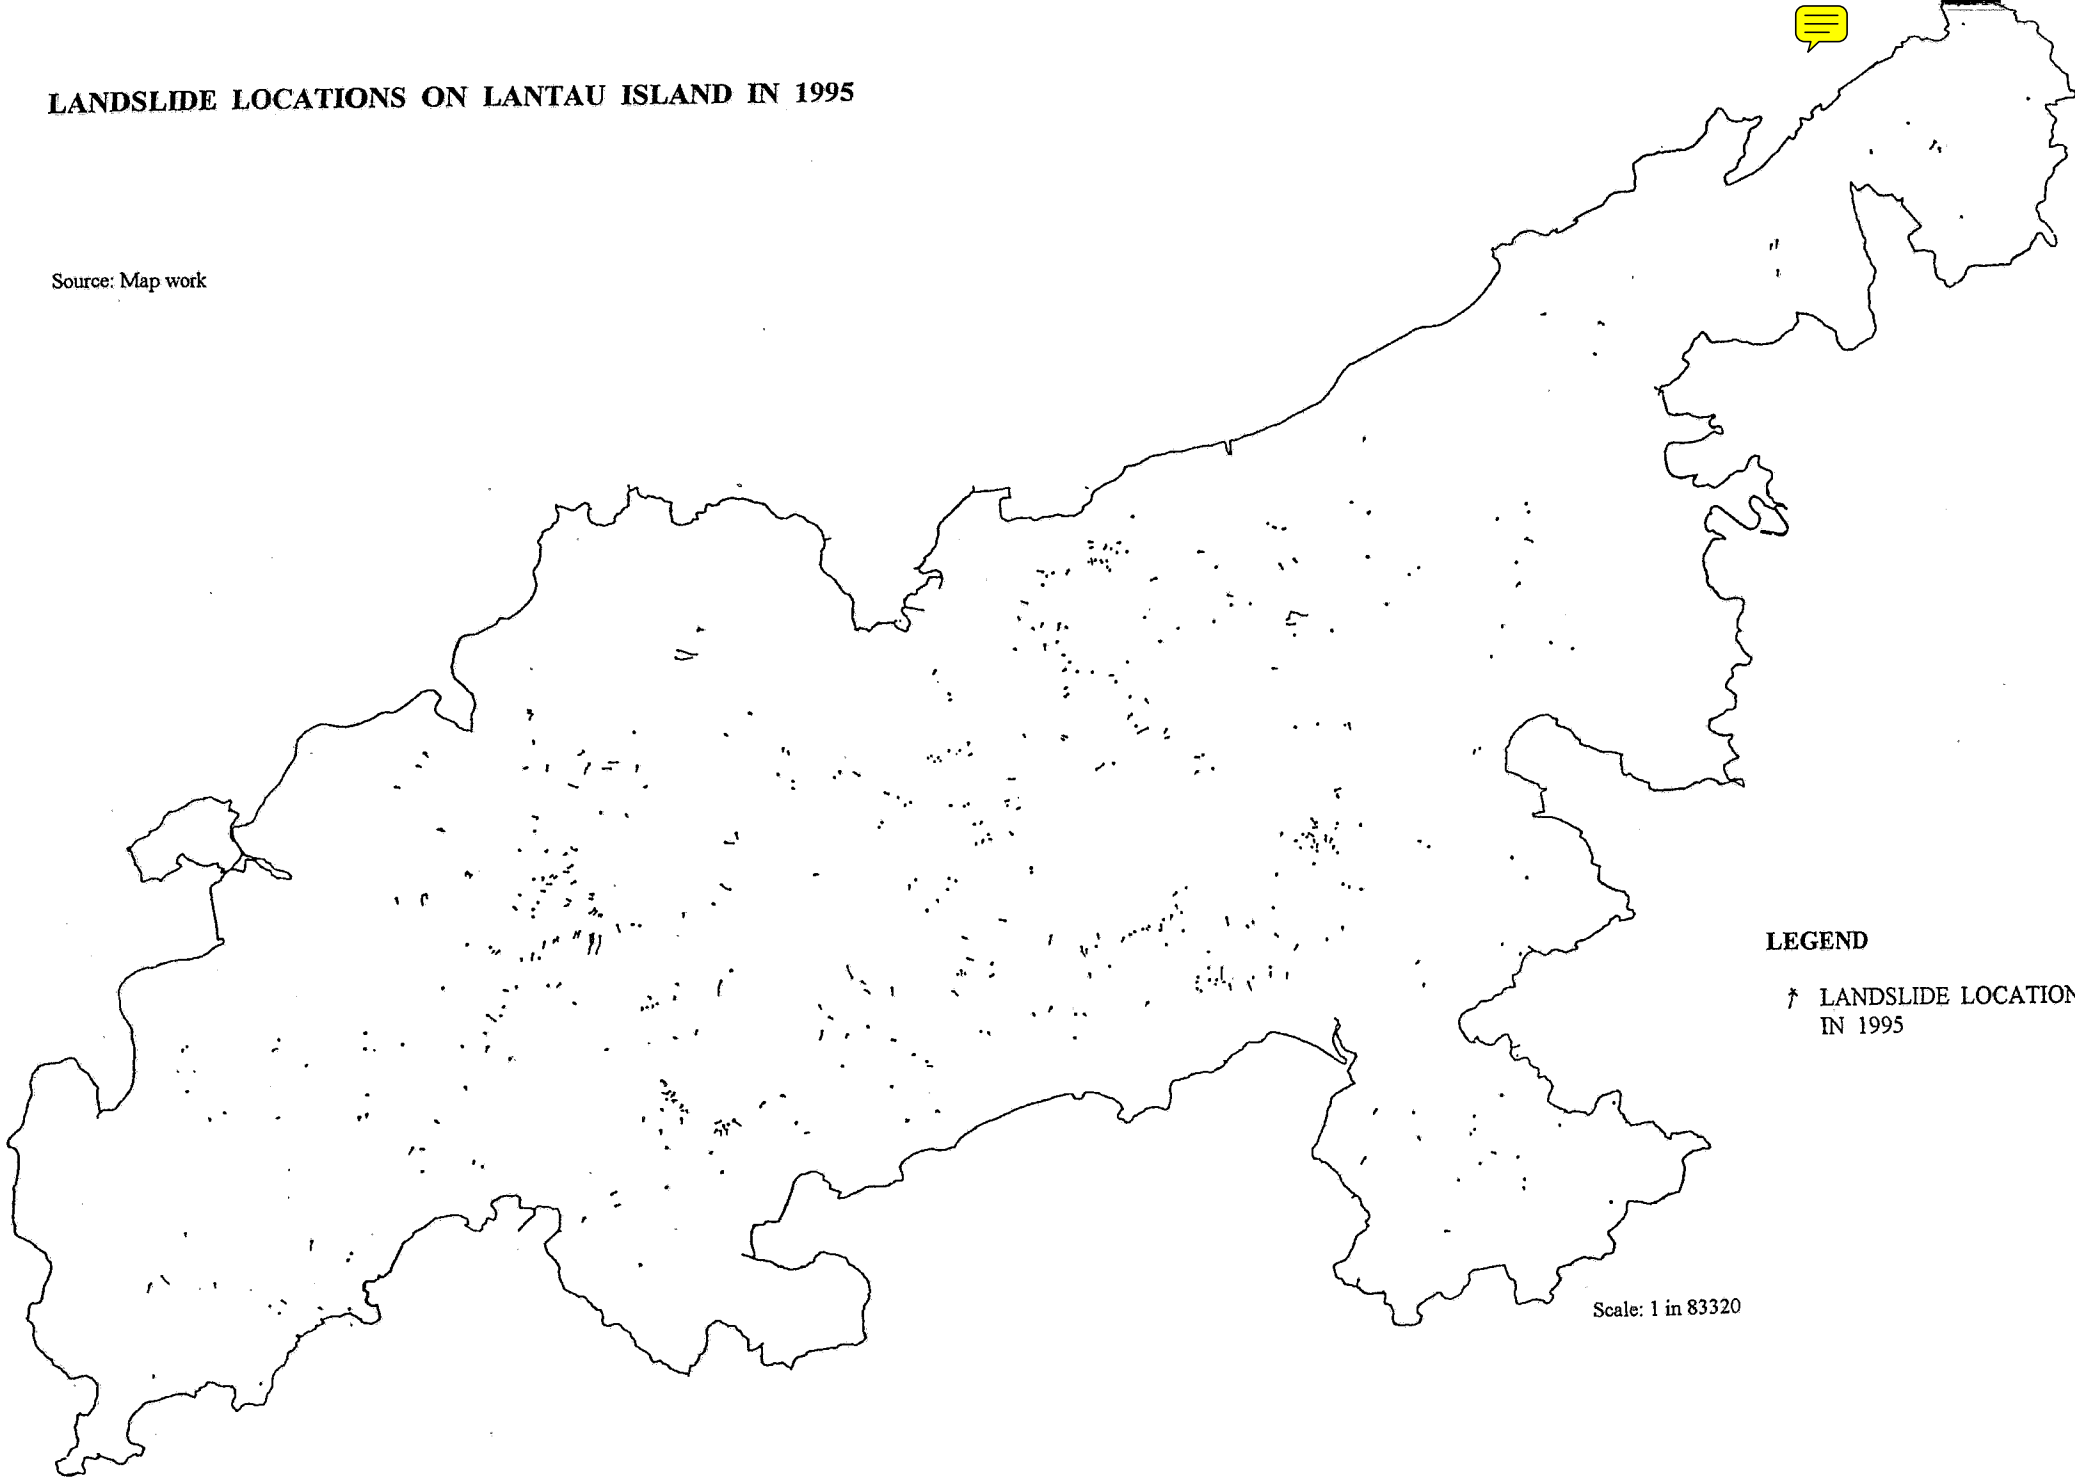 LANDSLIDE LOCATIONS ON LANTAU ISLAND IN 1995
Source: Map work
LEGEND
LANDSLIDE LOCATION
IN 1995
Scale: 1 in 83320